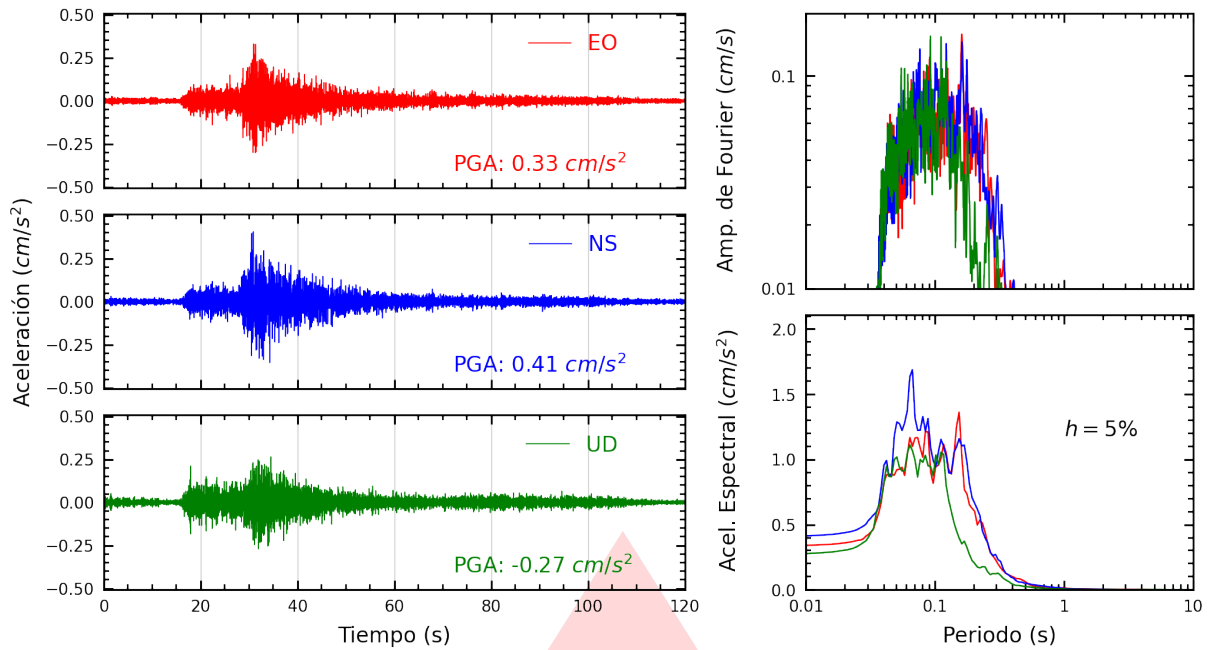 Aceleración (cm/s²)
0.50
0.25
0.00
−0.25
−0.50
EO
PGA: 0.33 cm/s²
0.50
0.25
0.00
−0.25
−0.50
NS
PGA: 0.41 cm/s²
0.50
0.25
0.00
−0.25
−0.50
UD
PGA: -0.27 cm/s²
0 20 40 60 80 100 120
Tiempo (s)
Amp. de Fourier (cm/s)
0.1
0.01
Acel. Espectral (cm/s²)
2.0
1.5
1.0
0.5
0.0
h = 5%
0.01 0.1 1 10
Periodo (s)